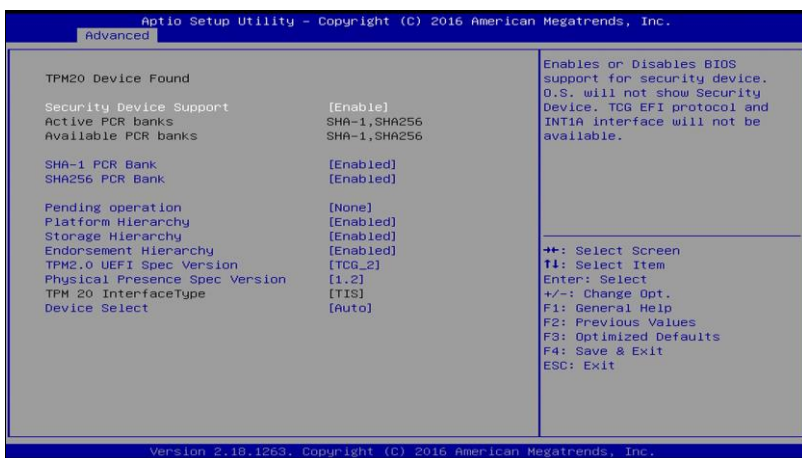 Aptio Setup Utility – Copyright (C) 2016 American Megatrends, Inc.
Advanced
TPM20 Device Found
Security Device Support [Enable]
Active PCR banks SHA-1,SHA256
Available PCR banks SHA-1,SHA256
SHA-1 PCR Bank [Enabled]
SHA256 PCR Bank [Enabled]
Pending operation [None]
Platform Hierarchy [Enabled]
Storage Hierarchy [Enabled]
Endorsement Hierarchy [Enabled]
TPM2.0 UEFI Spec Version [TCG_2]
Physical Presence Spec Version [1.2]
TPM 20 InterfaceType [TIS]
Device Select [Auto]
Enables or Disables BIOS
support for security device.
O.S. will not show Security
Device. TCG EFI protocol and
INT1A interface will not be
available.
→←: Select Screen
↑↓: Select Item
Enter: Select
+/-: Change Opt.
F1: General Help
F2: Previous Values
F3: Optimized Defaults
F4: Save & Exit
ESC: Exit
Version 2.18.1263. Copyright (C) 2016 American Megatrends, Inc.